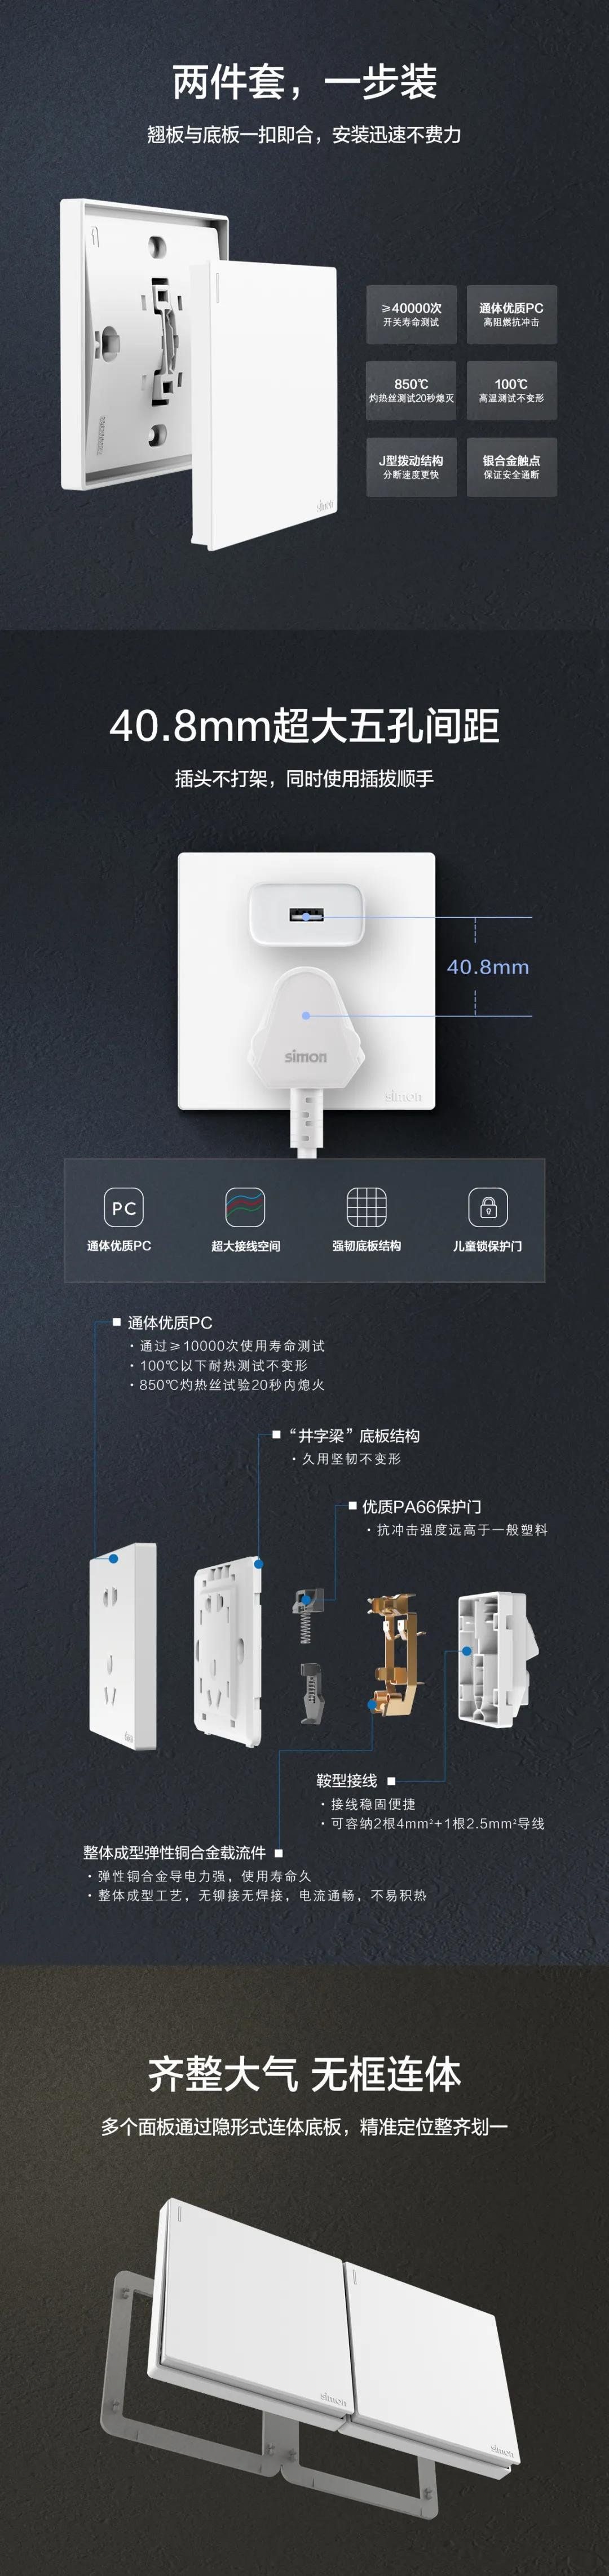 两件套，一步装
翘板与底板一扣即合，安装迅速不费力
≥40000次
开关寿命测试
通体优质PC
高阻燃抗冲击
850℃
灼热丝测试20秒熄灭
100℃
高温测试不变形
J型拨动结构
分断速度更快
银合金触点
保证安全通断
simon
40.8mm超大五孔间距
插头不打架，同时使用插拔顺手
40.8mm
simon
simon
PC
通体优质PC
超大接线空间
强韧底板结构
儿童锁保护门
通体优质PC
·通过≥10000次使用寿命测试
·100℃以下耐热测试不变形
·850℃灼热丝试验20秒内熄火
“井字梁”底板结构
·久用坚韧不变形
优质PA66保护门
·抗冲击强度远高于一般塑料
鞍型接线
·接线稳固便捷
·可容纳2根4mm²+1根2.5mm²导线
整体成型弹性铜合金载流件
·弹性铜合金导电力强，使用寿命久
·整体成型工艺，无铆接无焊接，电流通畅，不易积热
齐整大气 无框连体
多个面板通过隐形式连体底板，精准定位整齐划一
simon
simon